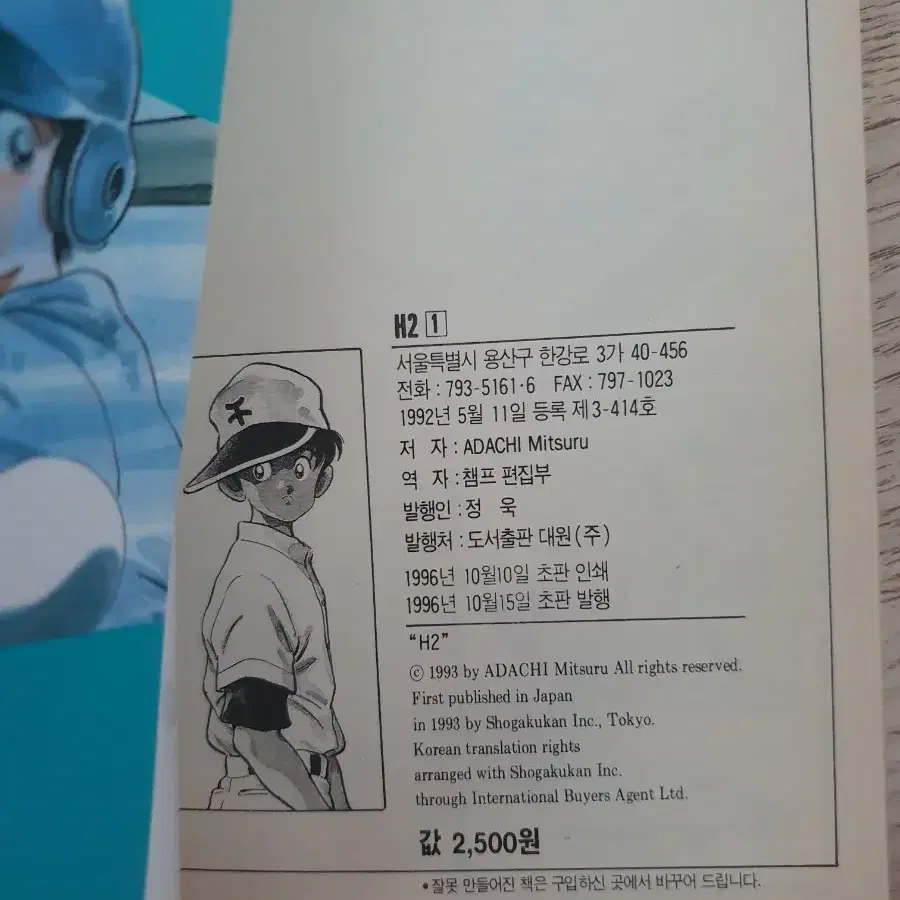 H2 1
서울특별시 용산구 한강로 3가 40-456
전화 : 793-5161·6 FAX : 797-1023
1992년 5월 11일 등록 제3-414호
저 자 : ADACHI Mitsuru
역 자 : 챔프 편집부
발행인 : 정 욱
발행처 : 도서출판 대원(주)
1996년 10월10일 초판 인쇄
1996년 10월15일 초판 발행
“H2”
ⓒ 1993 by ADACHI Mitsuru All rights reserved.
First published in Japan
in 1993 by Shogakukan Inc., Tokyo.
Korean translation rights
arranged with Shogakukan Inc.
through International Buyers Agent Ltd.
값 2,500원
•잘못 만들어진 책은 구입하신 곳에서 바꾸어 드립니다.